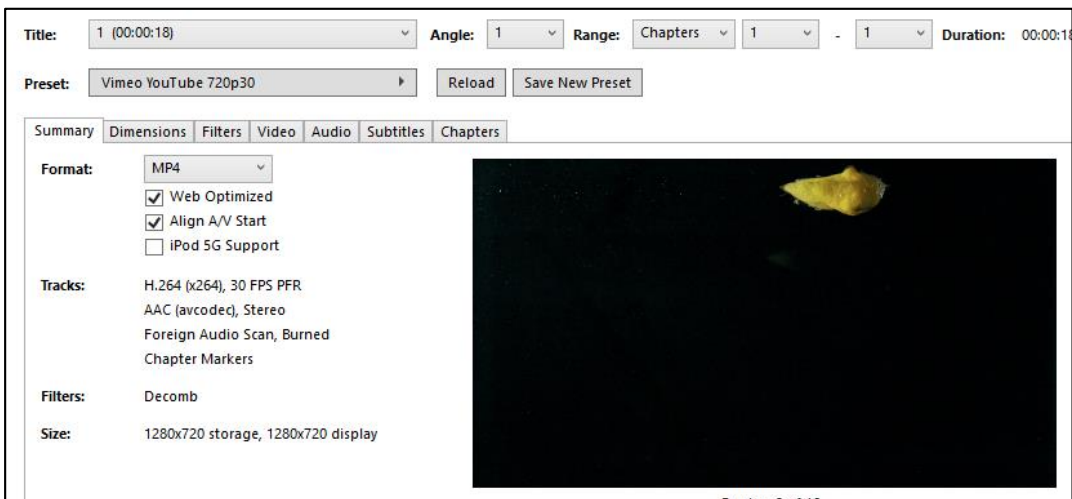 Title: 1 (00:00:18) Angle: 1 Range: Chapters 1 - 1 Duration: 00:00:18
Preset: Vimeo YouTube 720p30 Reload Save New Preset
Summary Dimensions Filters Video Audio Subtitles Chapters
Format: MP4
Web Optimized
Align A/V Start
iPod 5G Support
Tracks: H.264 (x264), 30 FPS PFR
AAC (avcodec), Stereo
Foreign Audio Scan, Burned
Chapter Markers
Filters: Decomb
Size: 1280x720 storage, 1280x720 display